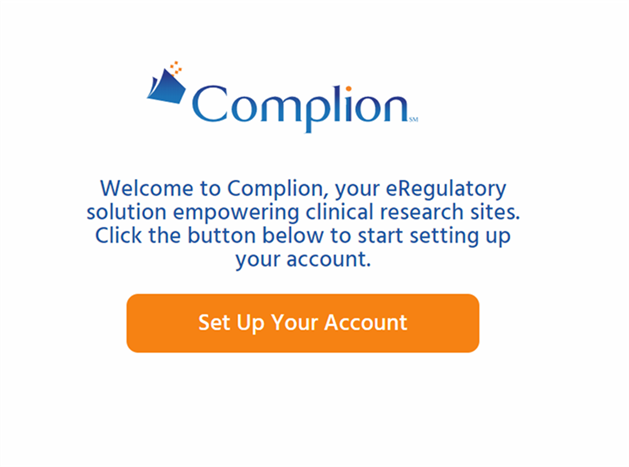 Complion SM
Welcome to Complion, your eRegulatory
solution empowering clinical research sites.
Click the button below to start setting up
your account.
Set Up Your Account